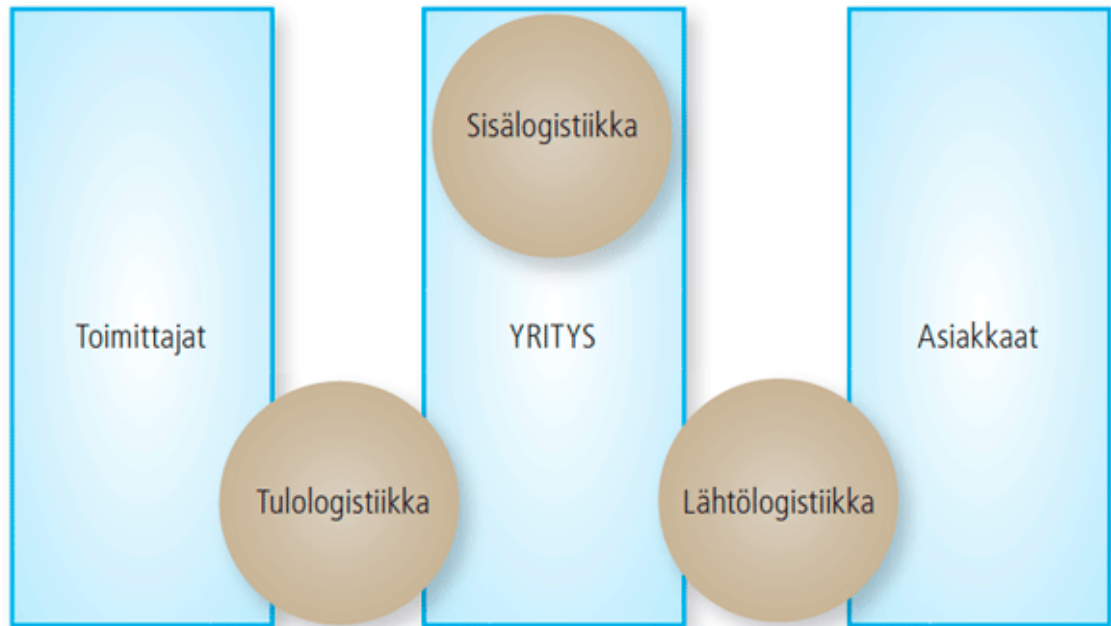 Sisälogistiikka
Toimittajat
YRITYS
Asiakkaat
Tulologistiikka
Lähtölogistiikka